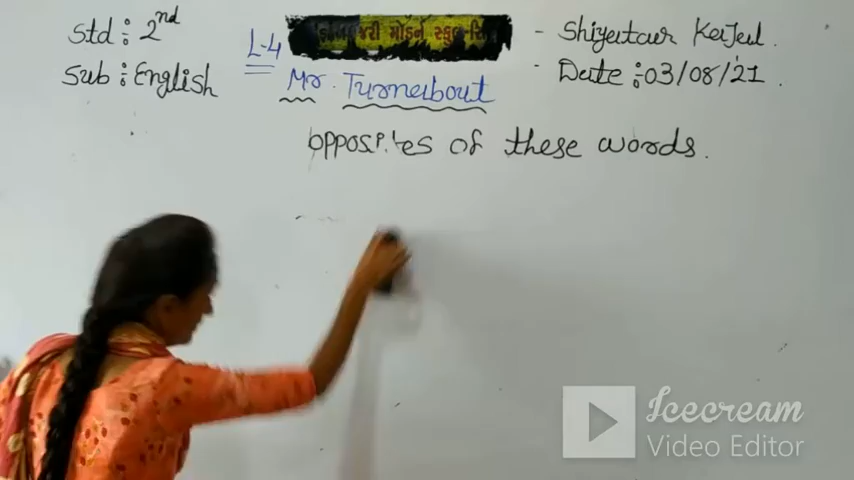 Std : 2nd
Sub : English
L-4
મોર્ડન સ્કૂલ
Mr. Turnabout
- Shiyatar Kajal.
- Date : 03/08/21.
opposites of these words.
Icecream
Video Editor